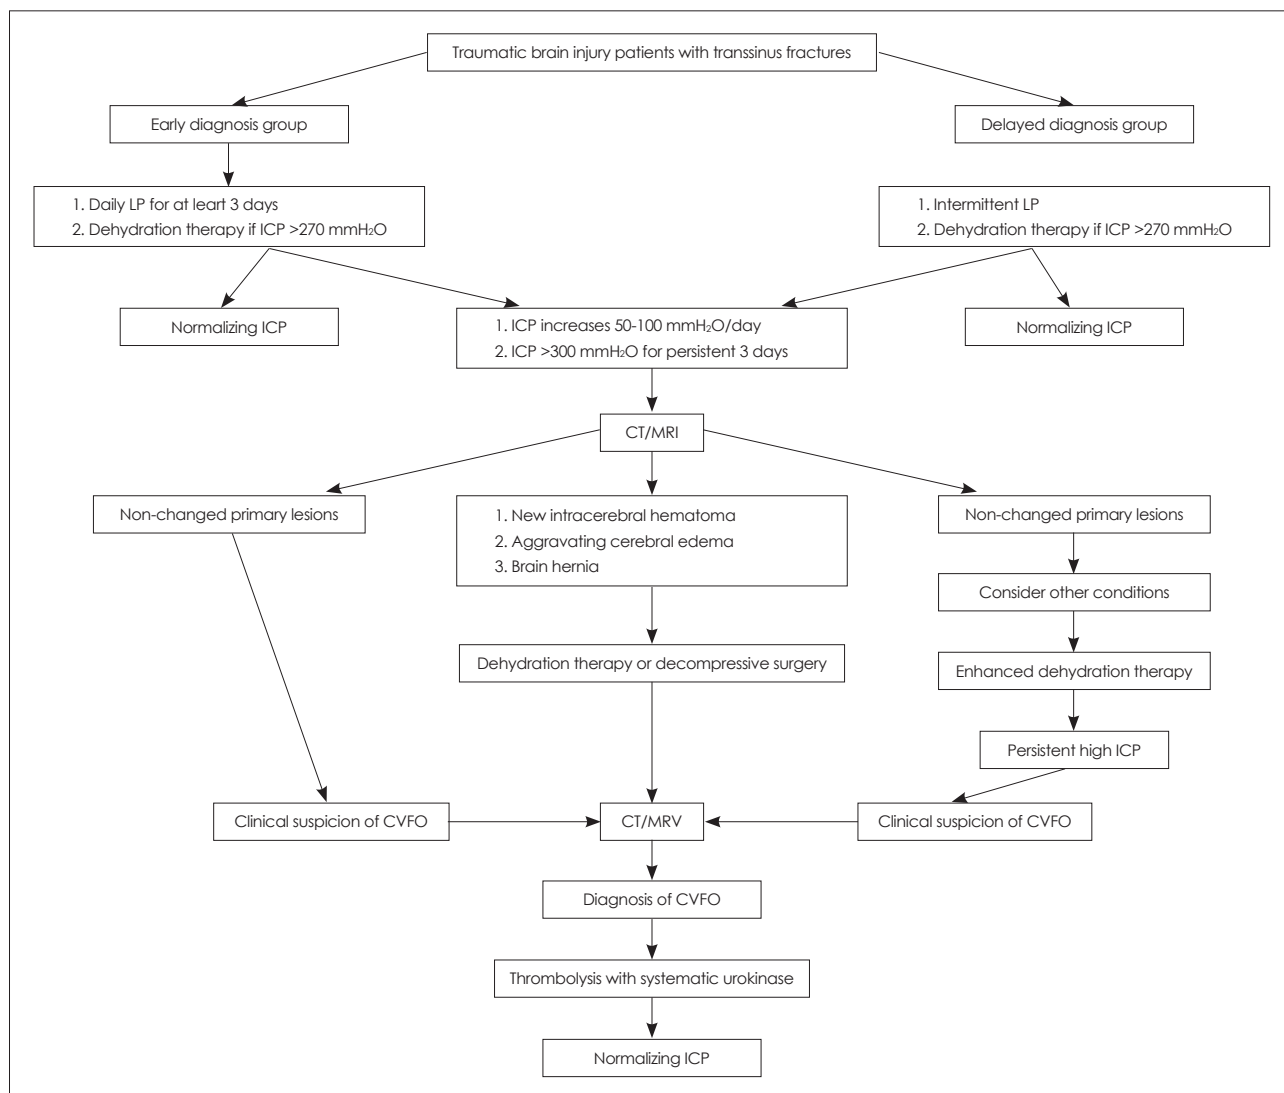 Traumatic brain injury patients with transsinus fractures
Early diagnosis group
Delayed diagnosis group
1. Daily LP for at leart 3 days
2. Dehydration therapy if ICP >270 mmH₂O
1. Intermittent LP
2. Dehydration therapy if ICP >270 mmH₂O
Normalizing ICP
1. ICP increases 50-100 mmH₂O/day
2. ICP >300 mmH₂O for persistent 3 days
Normalizing ICP
CT/MRI
Non-changed primary lesions
1. New intracerebral hematoma
2. Aggravating cerebral edema
3. Brain hernia
Non-changed primary lesions
Consider other conditions
Dehydration therapy or decompressive surgery
Enhanced dehydration therapy
Persistent high ICP
Clinical suspicion of CVFO
CT/MRV
Clinical suspicion of CVFO
Diagnosis of CVFO
Thrombolysis with systematic urokinase
Normalizing ICP